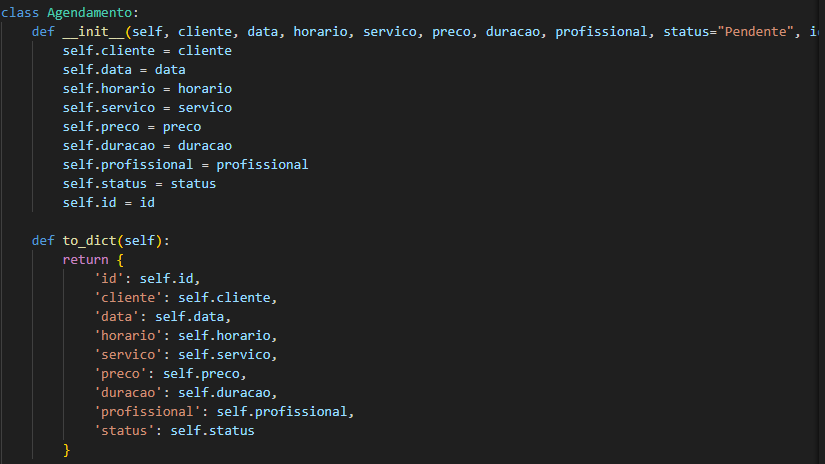 class Agendamento:
    def __init__(self, cliente, data, horario, servico, preco, duracao, profissional, status="Pendente",
        self.cliente = cliente
        self.data = data
        self.horario = horario
        self.servico = servico
        self.preco = preco
        self.duracao = duracao
        self.profissional = profissional
        self.status = status
        self.id = id
    def to_dict(self):
        return {
            'id': self.id,
            'cliente': self.cliente,
            'data': self.data,
            'horario': self.horario,
            'servico': self.servico,
            'preco': self.preco,
            'duracao': self.duracao,
            'profissional': self.profissional,
            'status': self.status
        }